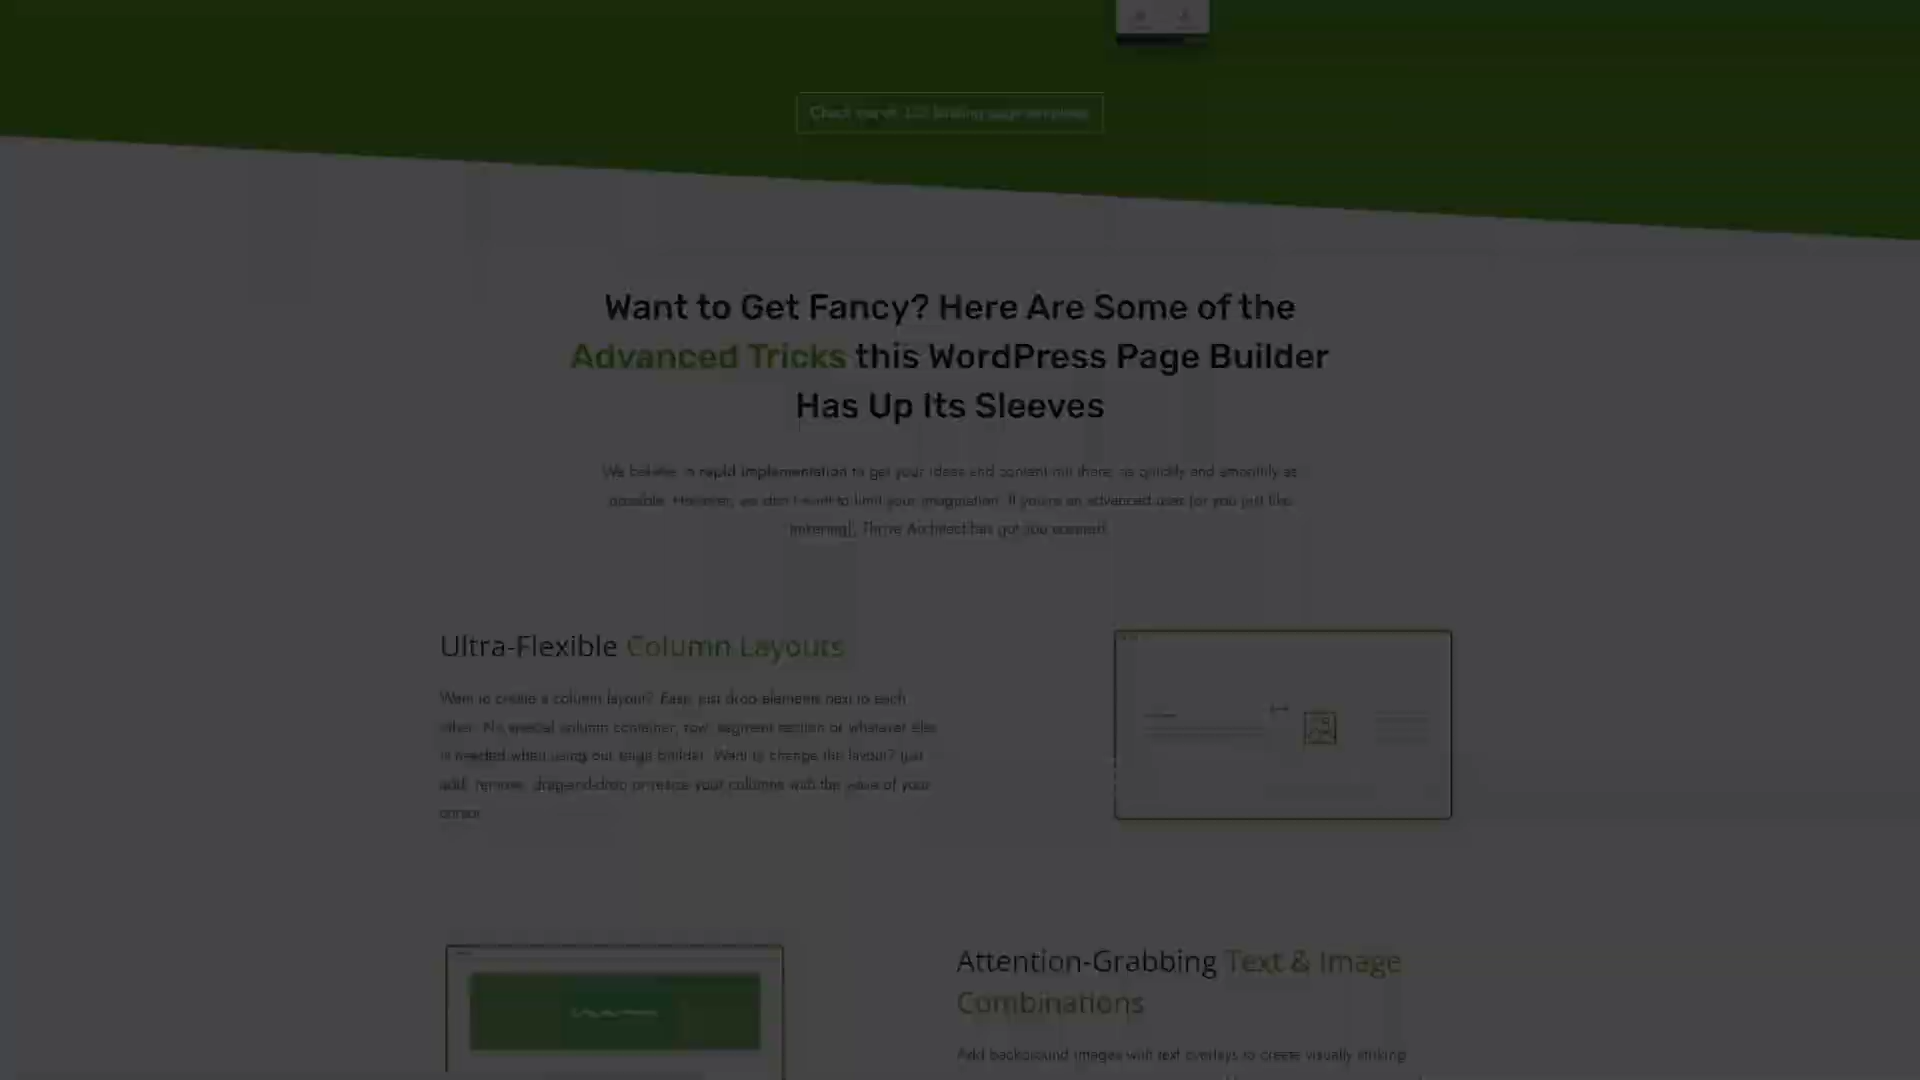 Check out all landing page templates
Want to Get Fancy? Here Are Some of the
Advanced Tricks this WordPress Page Builder
Has Up Its Sleeves
We believe in rapid implementation to get your ideas and content out there, as quickly and smoothly as
possible. However, we don't want to limit your imagination. If you're an advanced user (or you just like
tinkering), Thrive Architect has got you covered!
Ultra-Flexible Column Layouts
Want to create a column layout? Easy, just drop elements next to each
other. No special column container, row, segment section or whatever else
is needed when using our page builder. Want to change the layout? Just
add, remove, drag-and-drop or resize your columns with the wave of your
cursor.
Attention-Grabbing Text & Image
Combinations
Add background images with text overlays to create visually striking